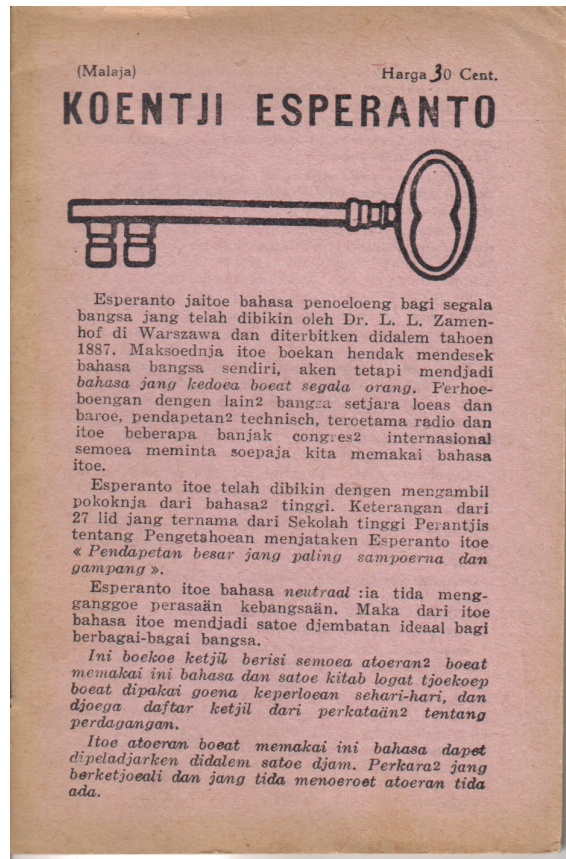 (Malaja)
Harga 30 Cent.
KOENTJI ESPERANTO
Esperanto jaitoe bahasa penoeloeng bagi segala
bangsa jang telah dibikin oleh Dr. L. L. Zamen-
hof di Warszawa dan diterbitken didalem tahoen
1887. Maksoednja itoe boekan hendak mendesek
bahasa bangsa sendiri, aken tetapi mendjadi
bahasa jang kedoea boeat segala orang. Perhoe-
boengan dengen lain2 bangsa setjara loeas dan
baroe, pendapetan2 technisch, teroetama radio dan
itoe beberapa banjak congres2 internasional
semoea meminta soepaja kita memakai bahasa
itoe.
Esperanto itoe telah dibikin dengen mengambil
pokoknja dari bahasa2 tinggi. Keterangan dari
27 lid jang ternama dari Sekolah tinggi Perantjis
tentang Pengetahoean menjataken Esperanto itoe
« Pendapetan besar jang paling sampoerna dan
gampang ».
Esperanto itoe bahasa neutraal :ia tida meng-
ganggoe perasaän kebangsaän. Maka dari itoe
bahasa itoe mendjadi satoe djembatan ideaal bagi
berbagai-bagai bangsa.
Ini boekoe ketjil berisi semoea atoeran2 boeat
memakai ini bahasa dan satoe kitab logat tjoekoep
boeat dipakai goena keperloean sehari-hari, dan
djoega daftar ketjil dari perkataän2 tentang
perdagangan.
Itoe atoeran boeat memakai ini bahasa dapet
dipeladjarken didalem satoe djam. Perkara2 jang
berketjoeali dan jang tida menoeroet atoeran tida
ada.